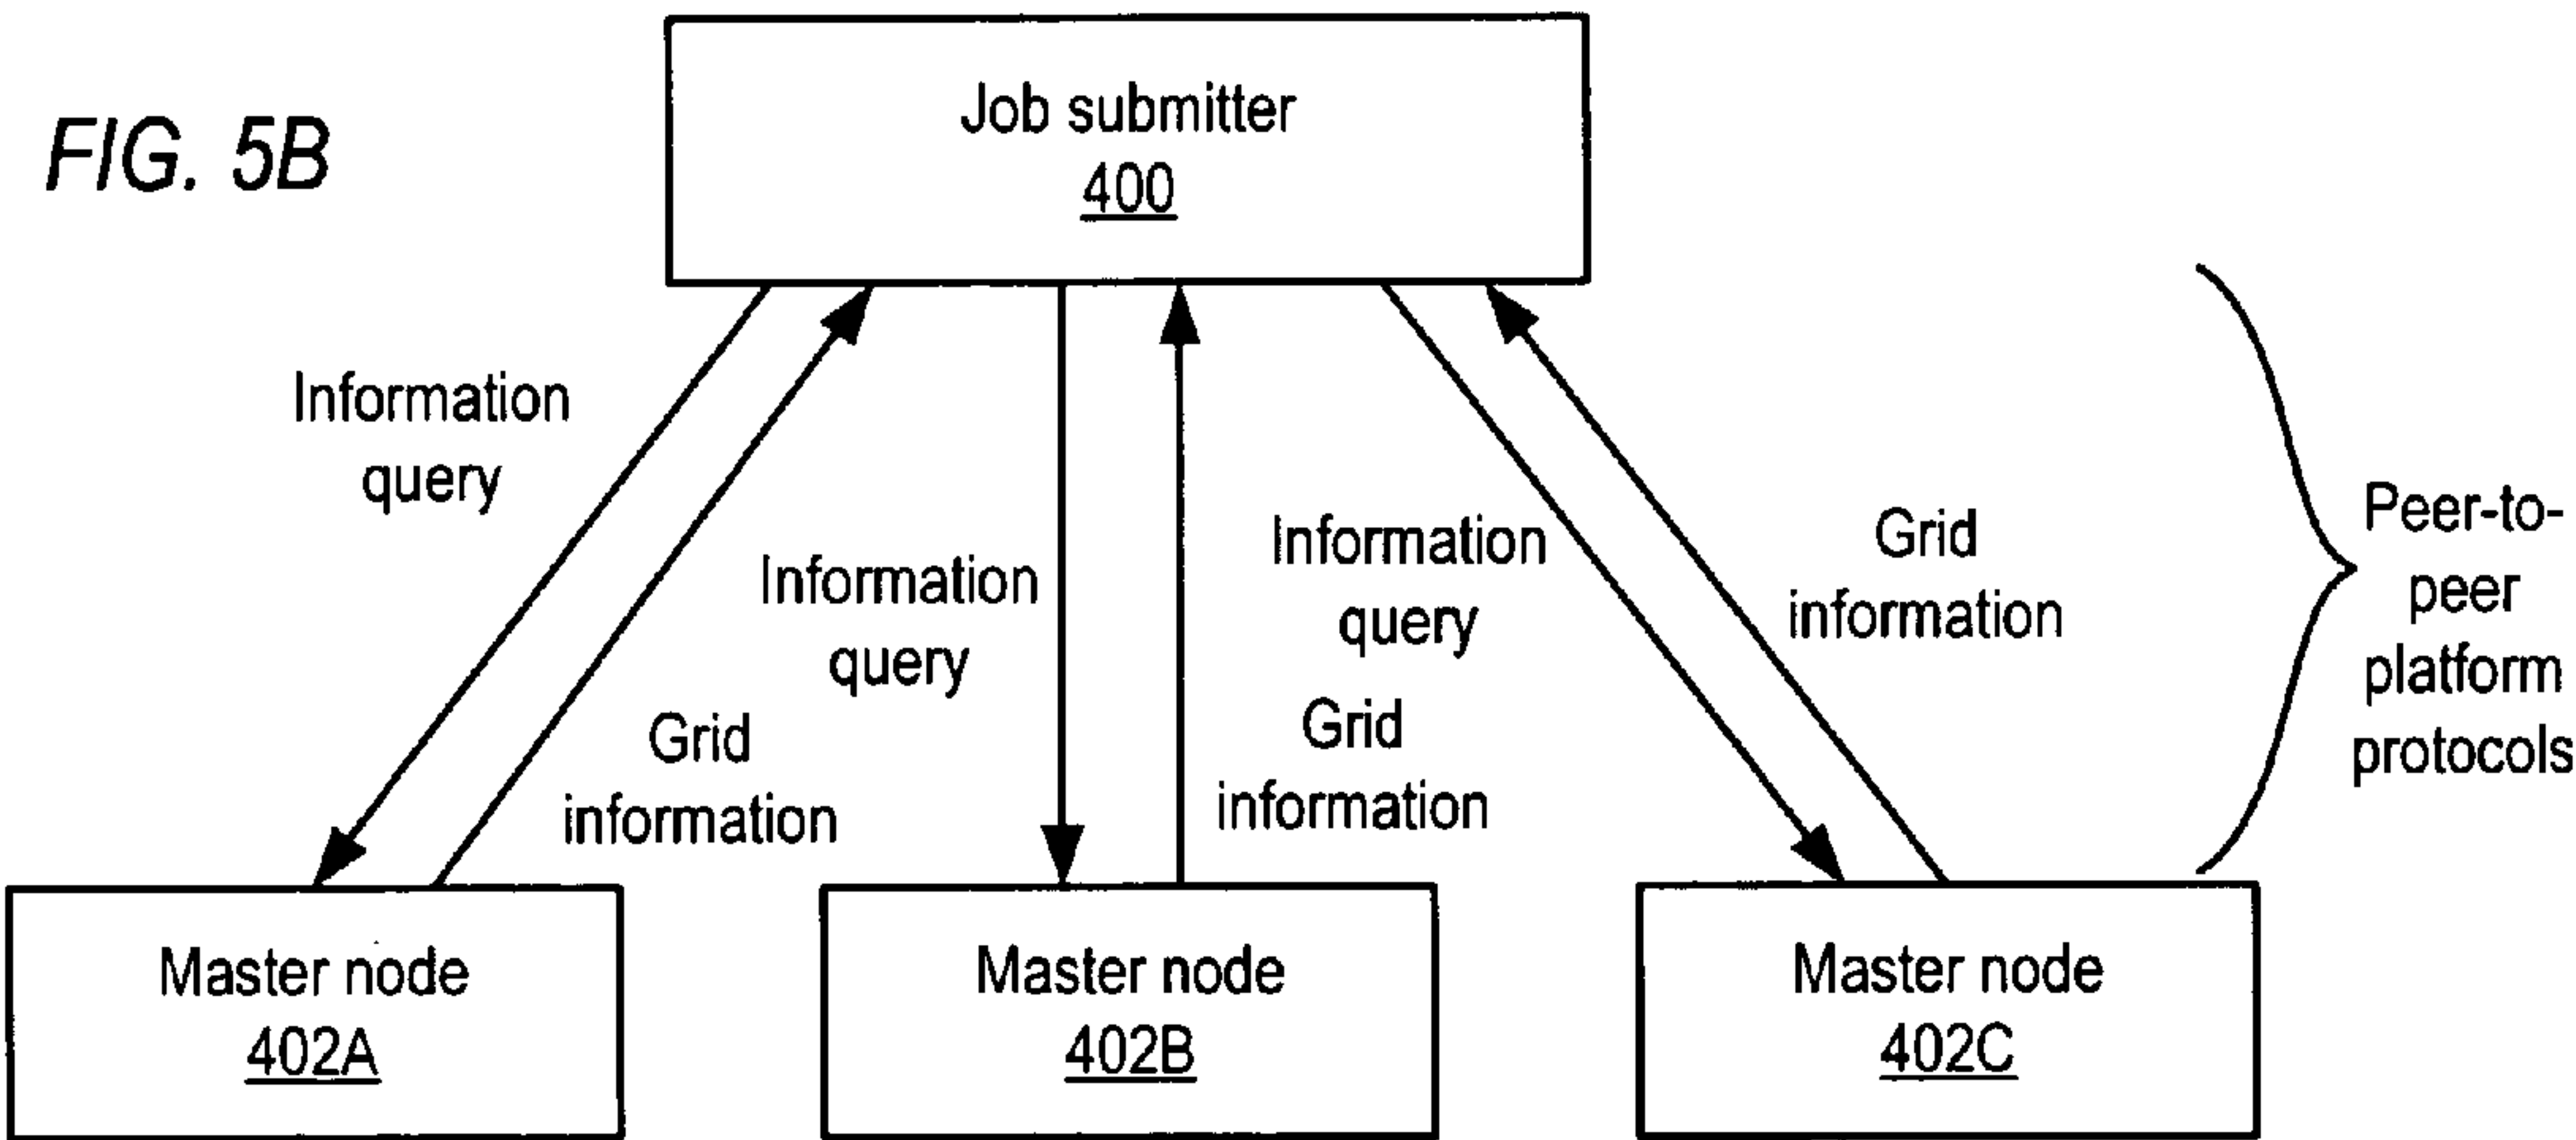 FIG. 5B
Job submitter
400
Information
query
Grid
information
Information
query
Grid
information
Information
query
Grid
information
Peer-to-
peer
platform
protocols
Master node
402A
Master node
402B
Master node
402C